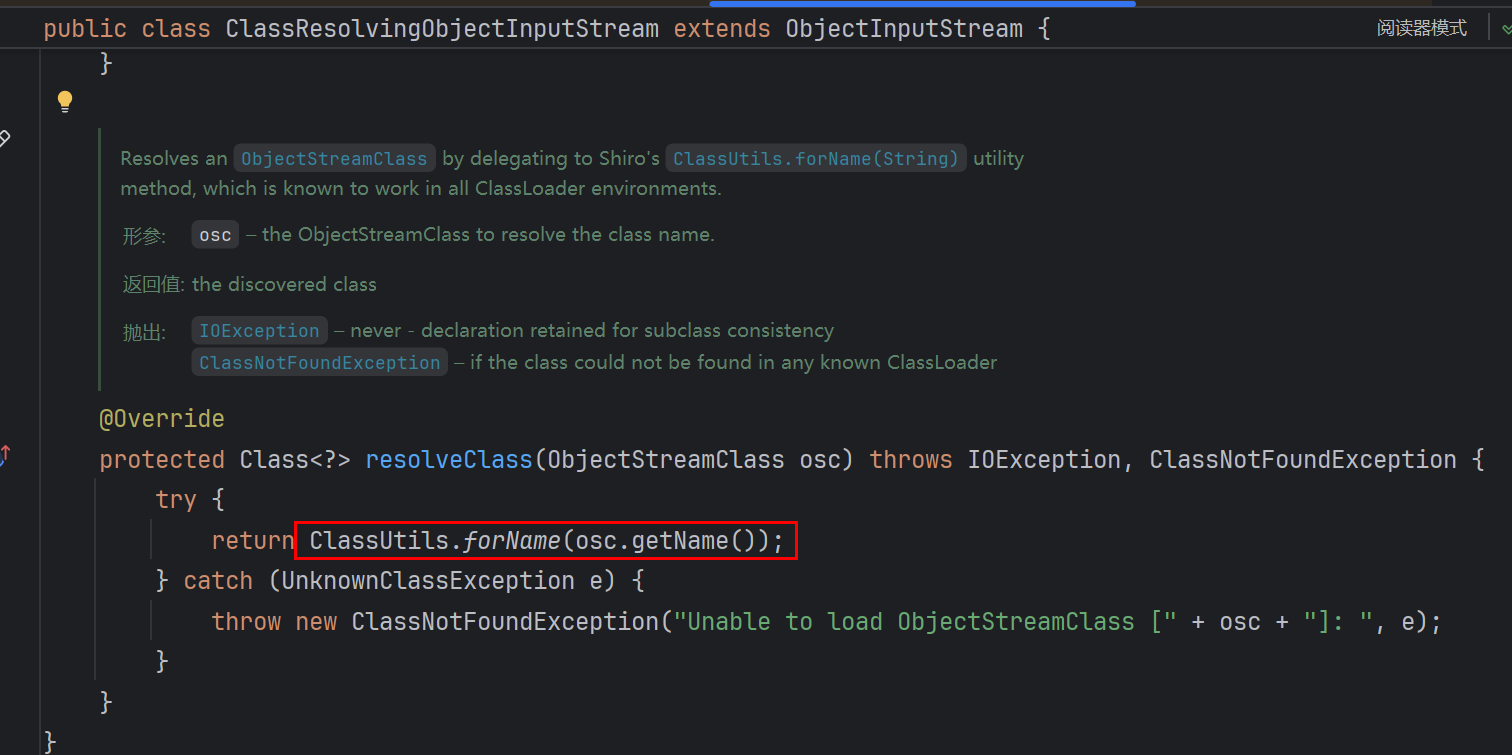 public class ClassResolvingObjectInputStream extends ObjectInputStream {
阅读器模式
}
Resolves an ObjectStreamClass by delegating to Shiro's ClassUtils.forName(String) utility
method, which is known to work in all ClassLoader environments.
形参: osc – the ObjectStreamClass to resolve the class name.
返回值: the discovered class
抛出: IOException – never - declaration retained for subclass consistency
ClassNotFoundException – if the class could not be found in any known ClassLoader
@Override
protected Class<?> resolveClass(ObjectStreamClass osc) throws IOException, ClassNotFoundException {
try {
return ClassUtils.forName(osc.getName());
} catch (UnknownClassException e) {
throw new ClassNotFoundException("Unable to load ObjectStreamClass [" + osc + "]: ", e);
}
}
}